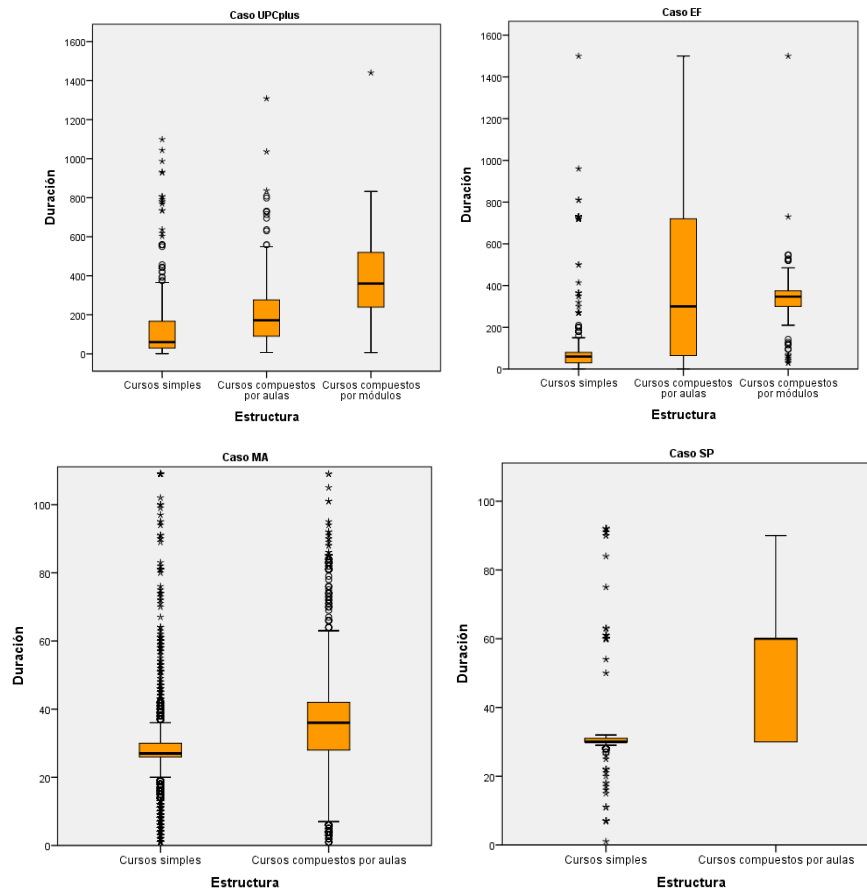 Caso UPCplus
1600
1400
1200
1000
800
600
400
200
0
Duración
Cursos simples
Cursos compuestos
por aulas
Cursos compuestos
por módulos
Estructura
Caso EF
1600
1400
1200
1000
800
600
400
200
0
Duración
Cursos simples
Cursos compuestos
por aulas
Cursos compuestos
por módulos
Estructura
Caso MA
100
80
60
40
20
0
Duración
Cursos simples
Cursos compuestos por aulas
Estructura
Caso SP
100
80
60
40
20
0
Duración
Cursos simples
Cursos compuestos por aulas
Estructura